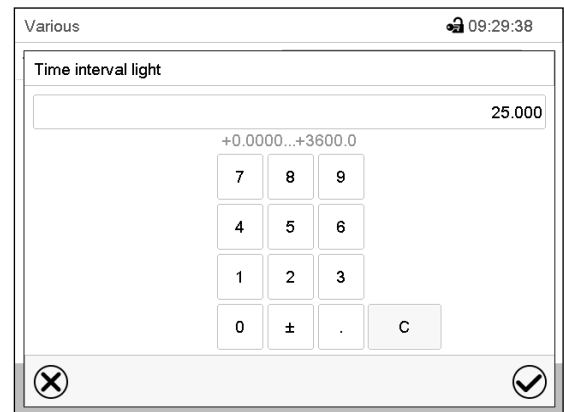 Various 09:29:38
Time interval light
25.000
+0.0000...+3600.0
7 8 9
4 5 6
1 2 3
0 ± . C